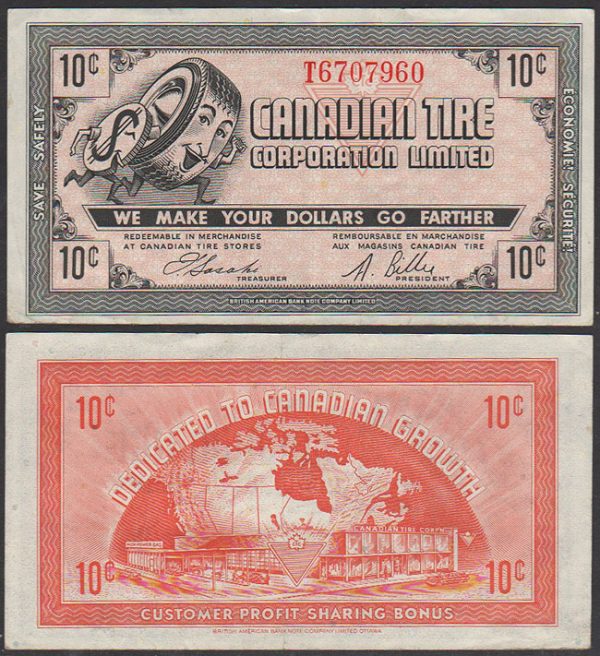 10¢
T6707960
10¢
CANADIAN TIRE
CORPORATION LIMITED
SAVE SAFELY
ECONOMIE SÉCURITÉ!
$
WE MAKE YOUR DOLLARS GO FARTHER
REDEEMABLE IN MERCHANDISE
AT CANADIAN TIRE STORES
REMBOURSABLE EN MARCHANDISE
AUX MAGASINS CANADIAN TIRE
10¢
TREASURER
A. Billes
PRESIDENT
10¢
BRITISH AMERICAN BANK NOTE COMPANY LIMITED
10¢
10¢
DEDICATED TO CANADIAN GROWTH
CANADIAN TIRE CORPN
10¢
10¢
CUSTOMER PROFIT SHARING BONUS
BRITISH AMERICAN BANK NOTE COMPANY LIMITED OTTAWA